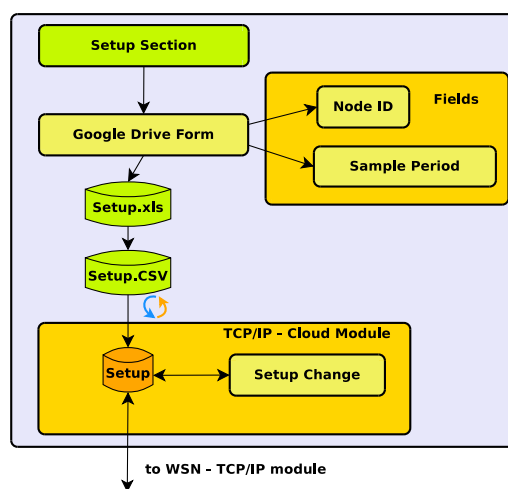 Setup Section
Google Drive Form
Fields
Node ID
Sample Period
Setup.xls
Setup.CSV
TCP/IP - Cloud Module
Setup
Setup Change
to WSN - TCP/IP module